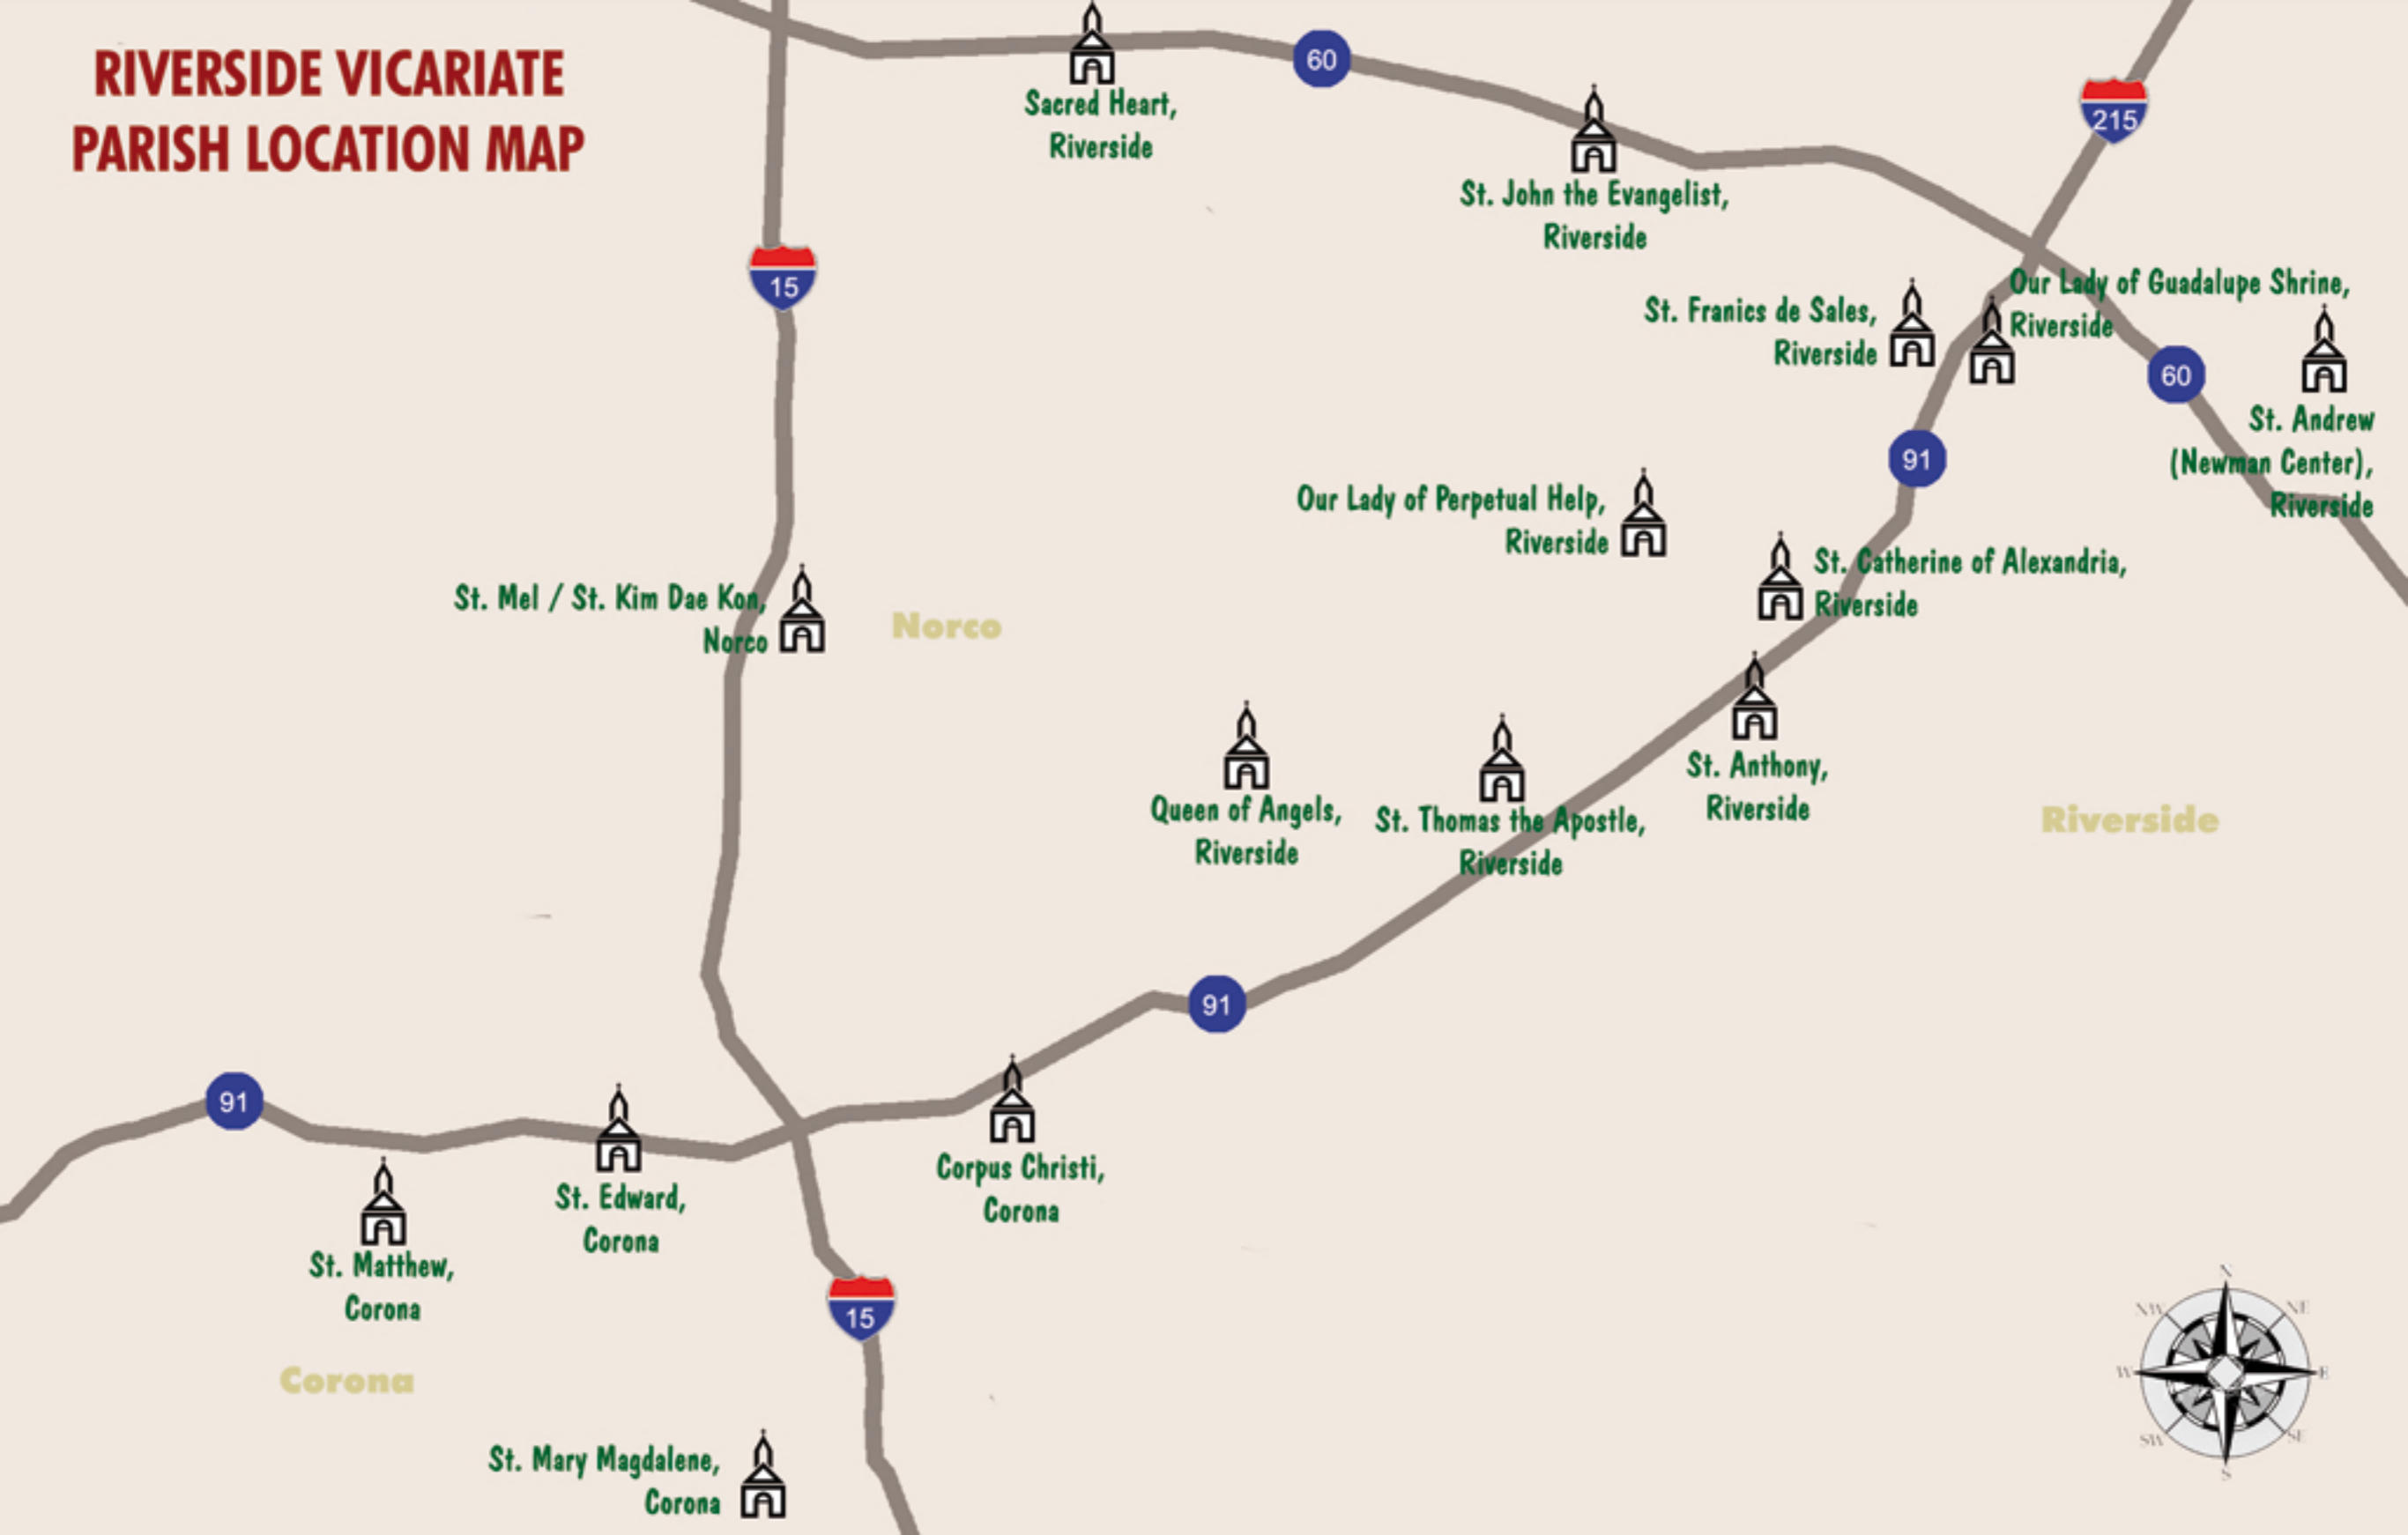 RIVERSIDE VICARIATE
PARISH LOCATION MAP
60
Sacred Heart,
Riverside
215
St. John the Evangelist,
Riverside
15
Our Lady of Guadalupe Shrine,
Riverside
St. Franics de Sales,
Riverside
60
St. Andrew
(Newman Center),
Riverside
91
Our Lady of Perpetual Help,
Riverside
St. Catherine of Alexandria,
Riverside
St. Mel / St. Kim Dae Kon,
Norco
Norco
St. Anthony,
Riverside
Queen of Angels,
Riverside
St. Thomas the Apostle,
Riverside
Riverside
91
91
Corpus Christi,
Corona
St. Edward,
Corona
St. Matthew,
Corona
15
Corona
St. Mary Magdalene,
Corona
N
NW
NE
W
E
SW
SE
S